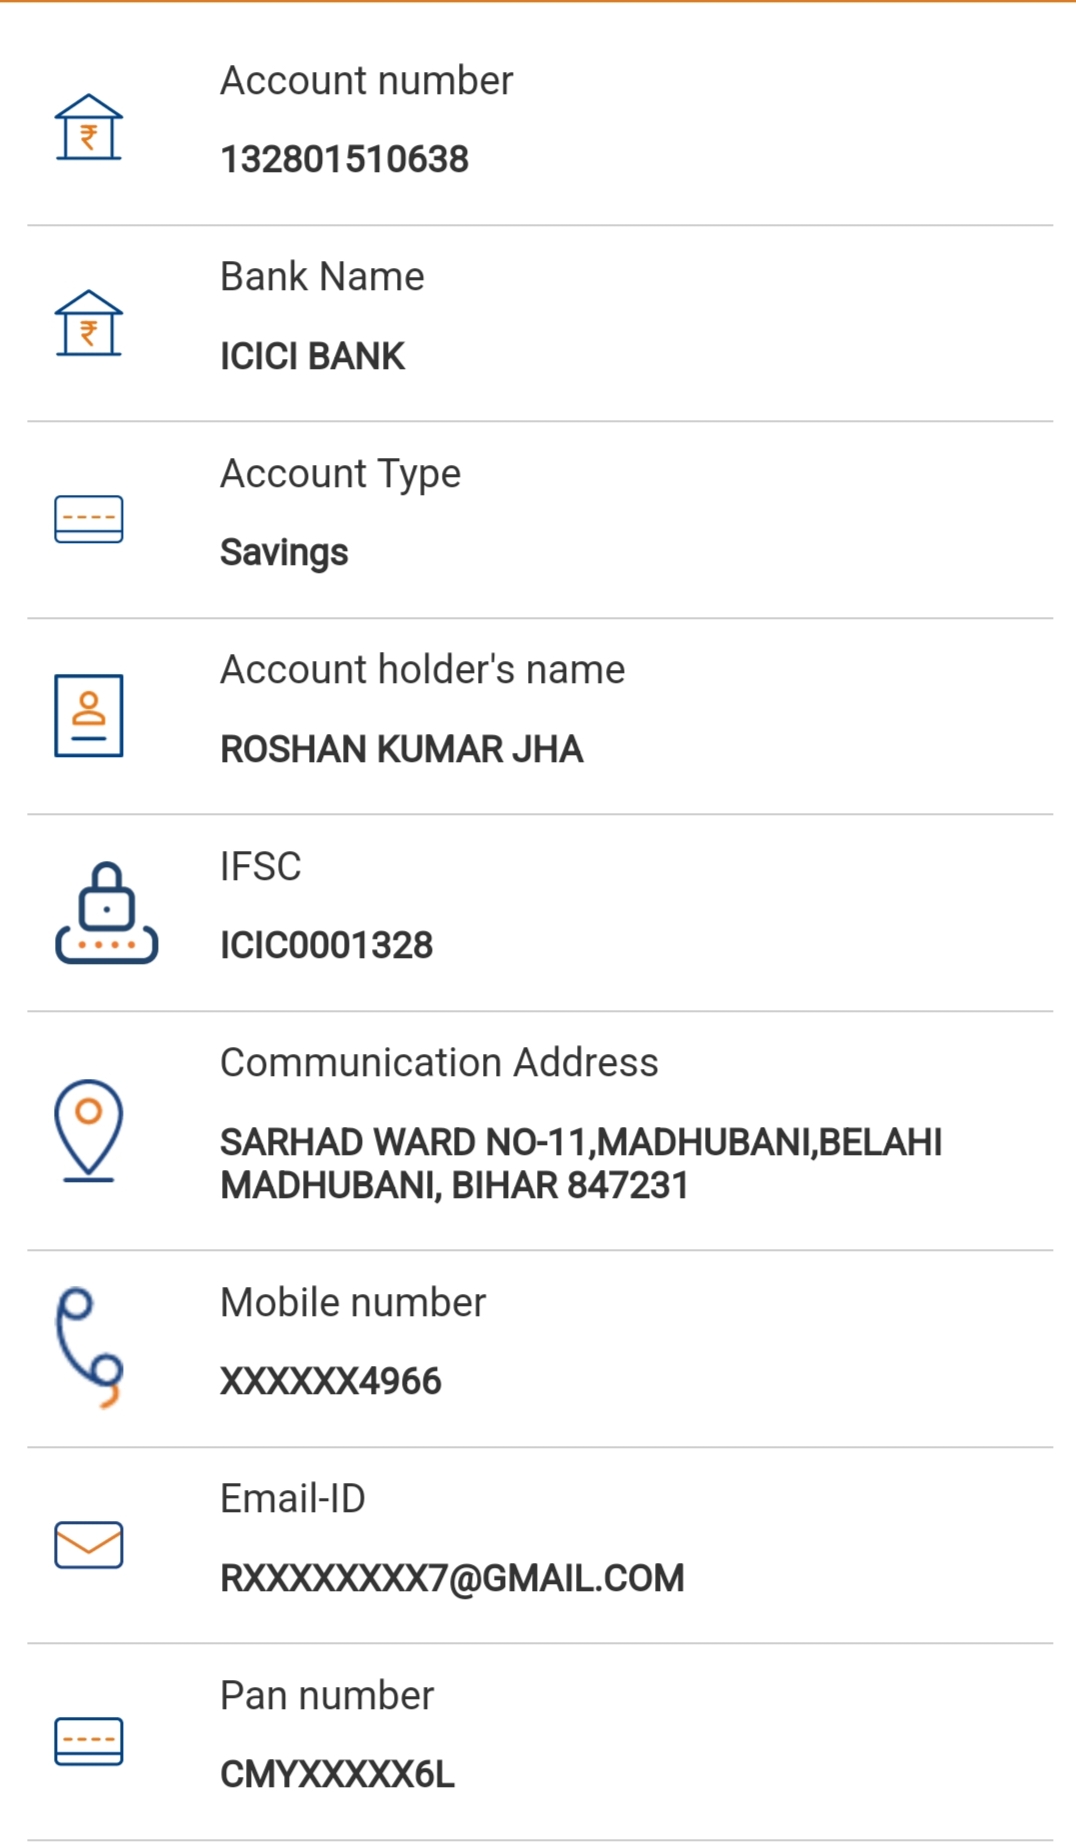 Account number
132801510638
Bank Name
ICICI BANK
Account Type
Savings
Account holder's name
ROSHAN KUMAR JHA
IFSC
ICIC0001328
Communication Address
SARHAD WARD NO-11,MADHUBANI,BELAHI
MADHUBANI, BIHAR 847231
Mobile number
XXXXXX4966
Email-ID
RXXXXXXXX7@GMAIL.COM
Pan number
CMYXXXXX6L